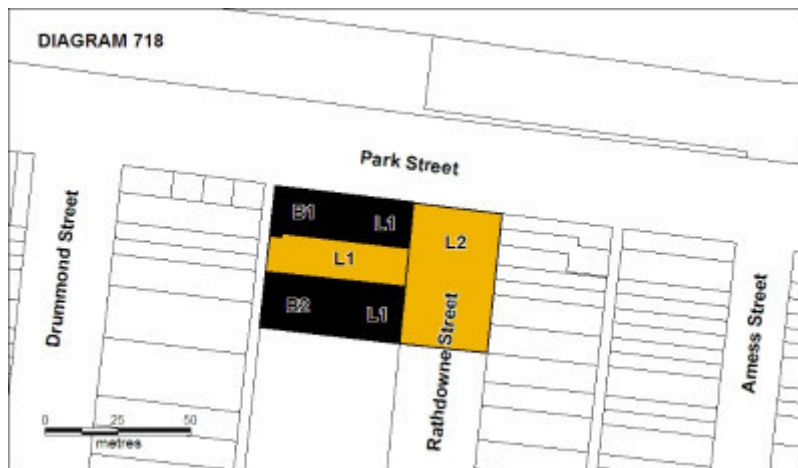 DIAGRAM 718
Park Street
B1
L1
L2
L1
B2
L1
Drummond Street
Rathdowne Street
Amess Street
0 25 50
metres